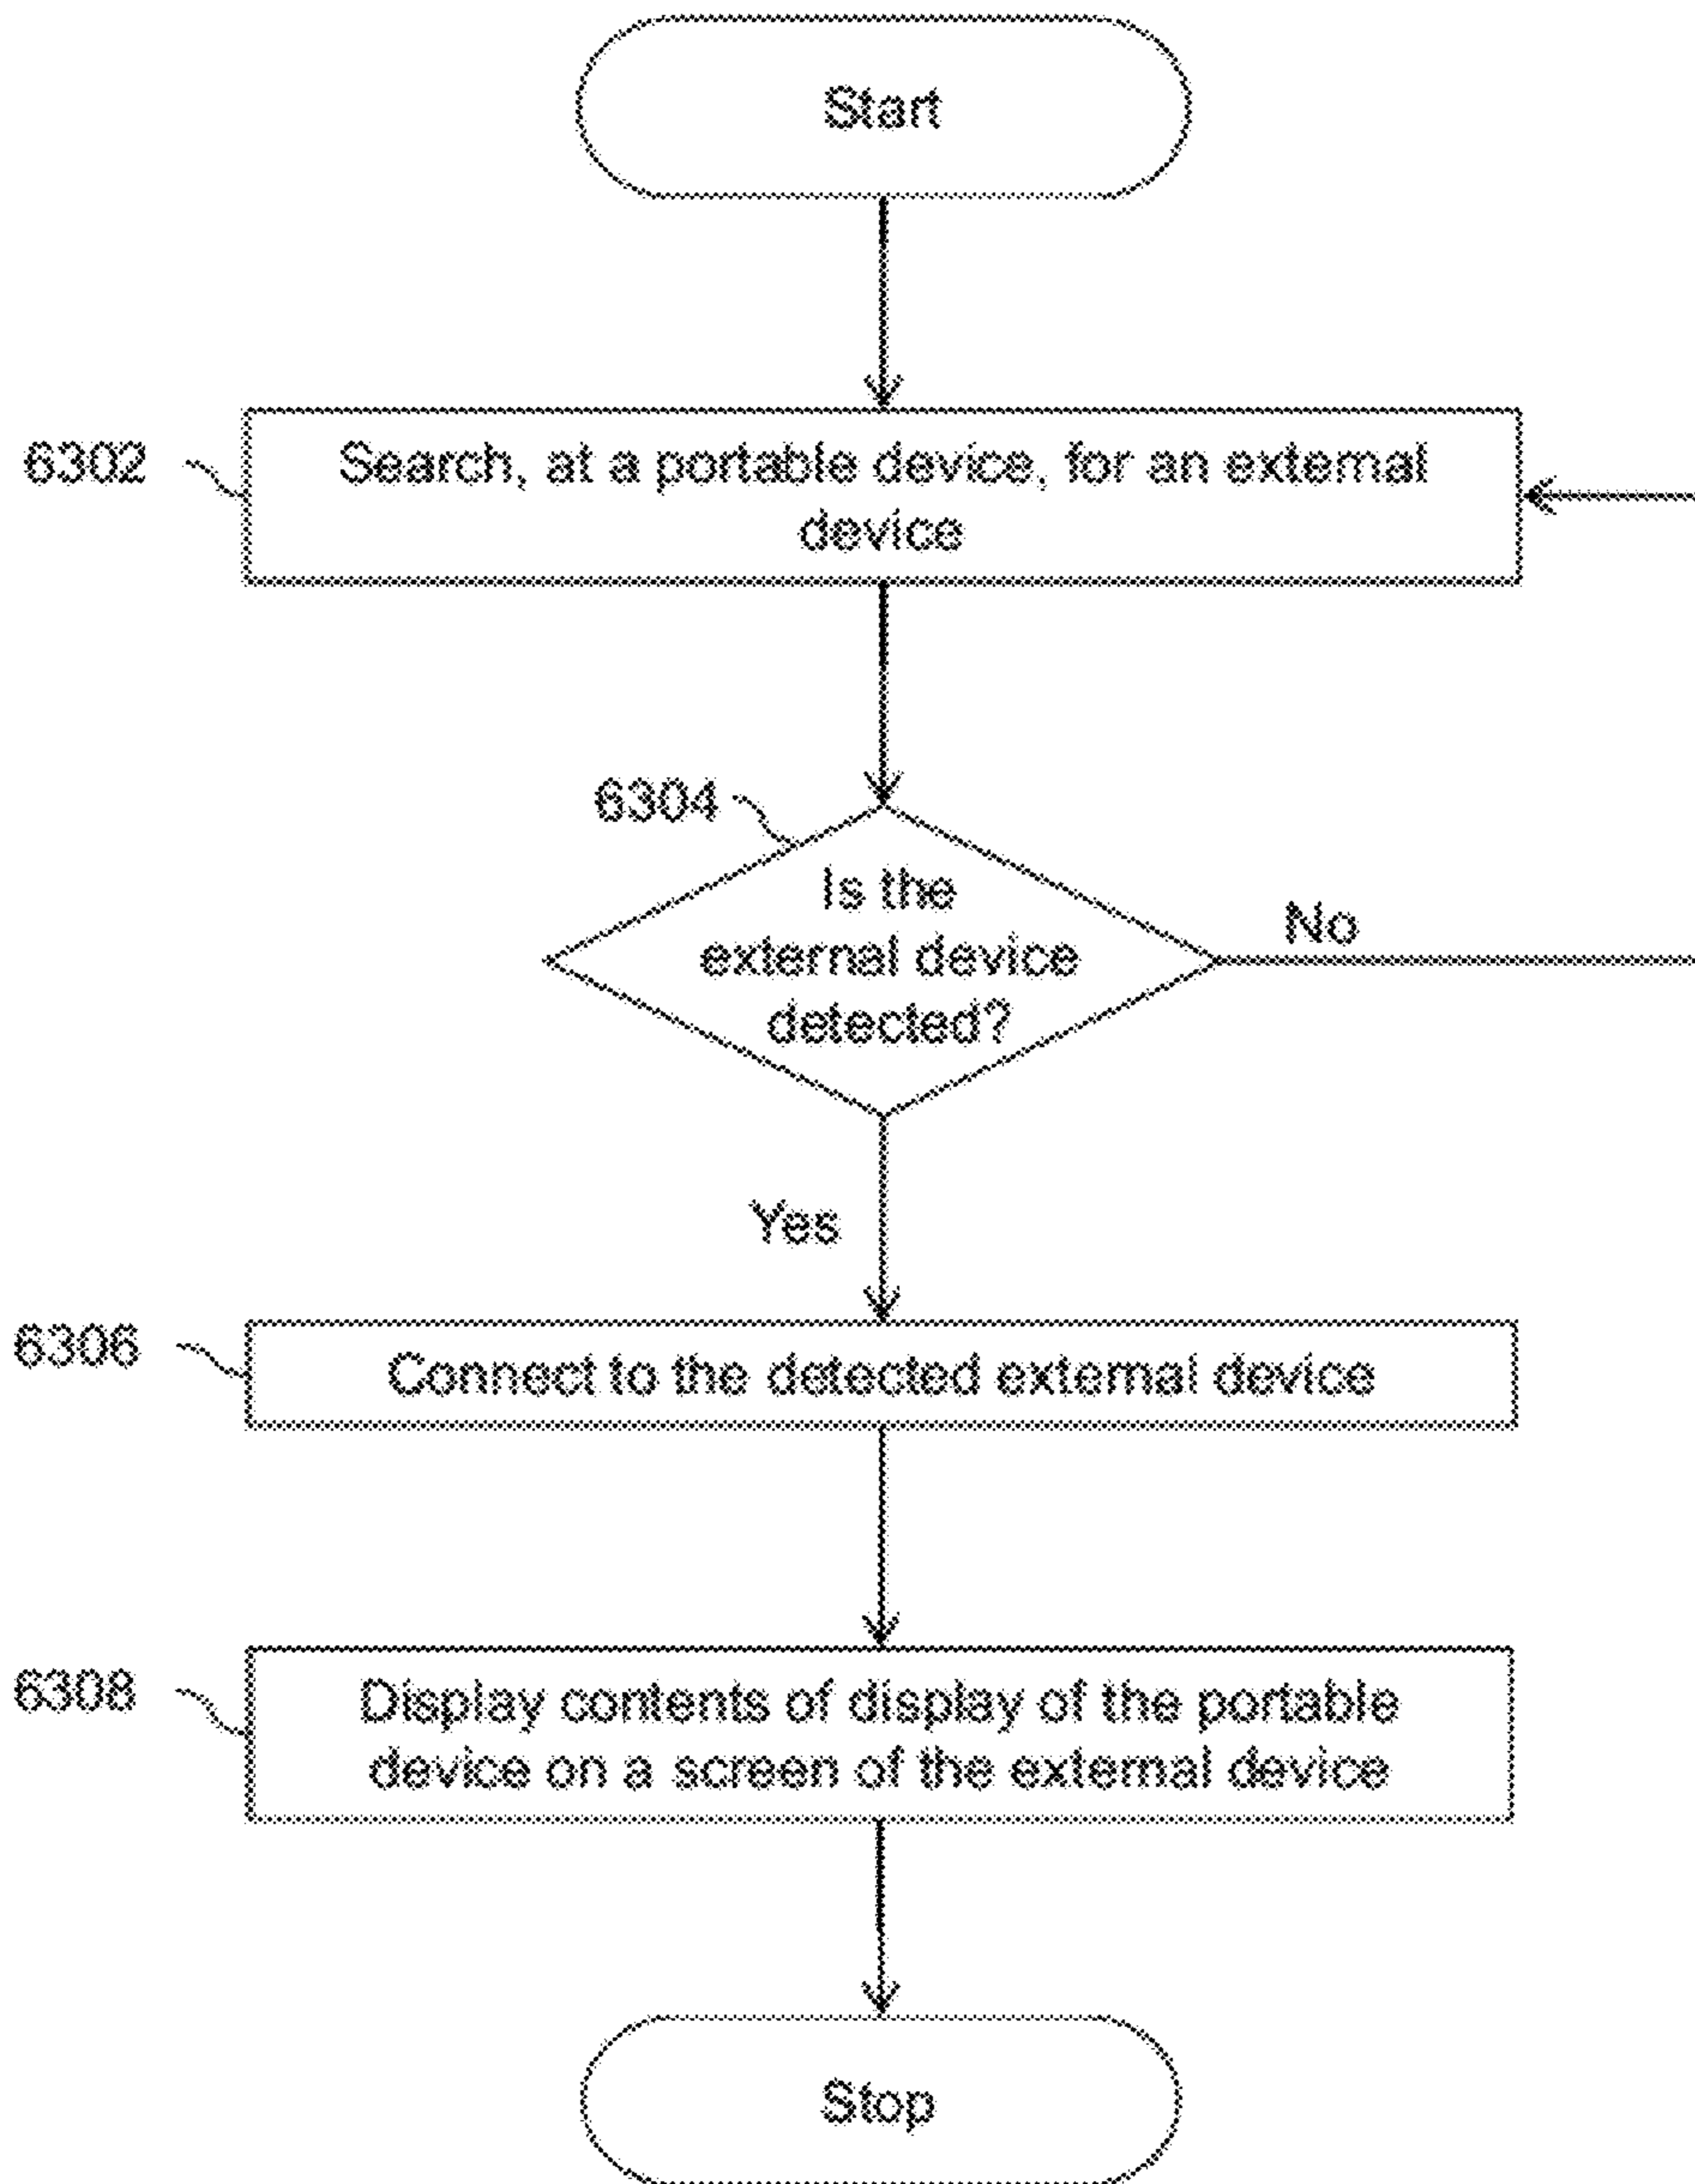 Start
6302
Search, at a portable device, for an external
device
6304
Is the
external device
detected?
No
Yes
6306
Connect to the detected external device
6308
Display contents of display of the portable
device on a screen of the external device
Stop